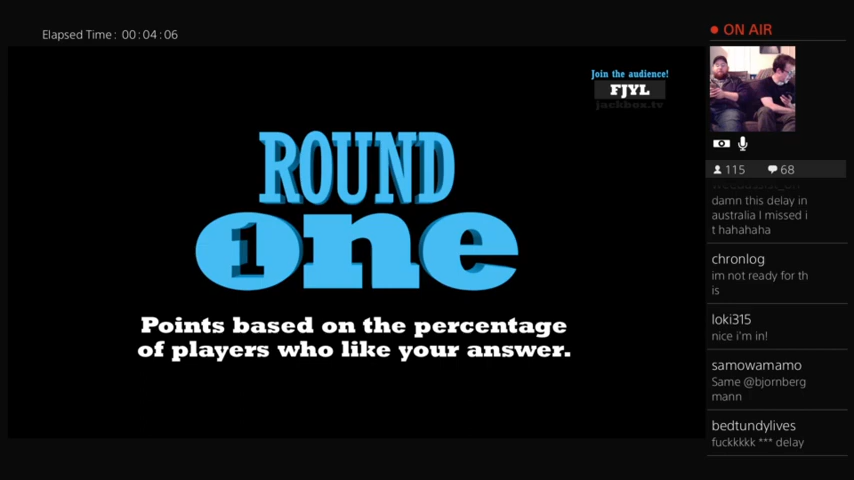 Elapsed Time: 00:04:06
ON AIR
Join the audience!
FJYL
jackbox.tv
ROUND
1
One
Points based on the percentage
of players who like your answer.
115
68
damn this delay in
australia I missed i
t hahahaha
chronlog
im not ready for th
is
loki315
nice i'm in!
samowamamo
Same @bjornberg
mann
bedtundylives
fuckkkkk *** delay